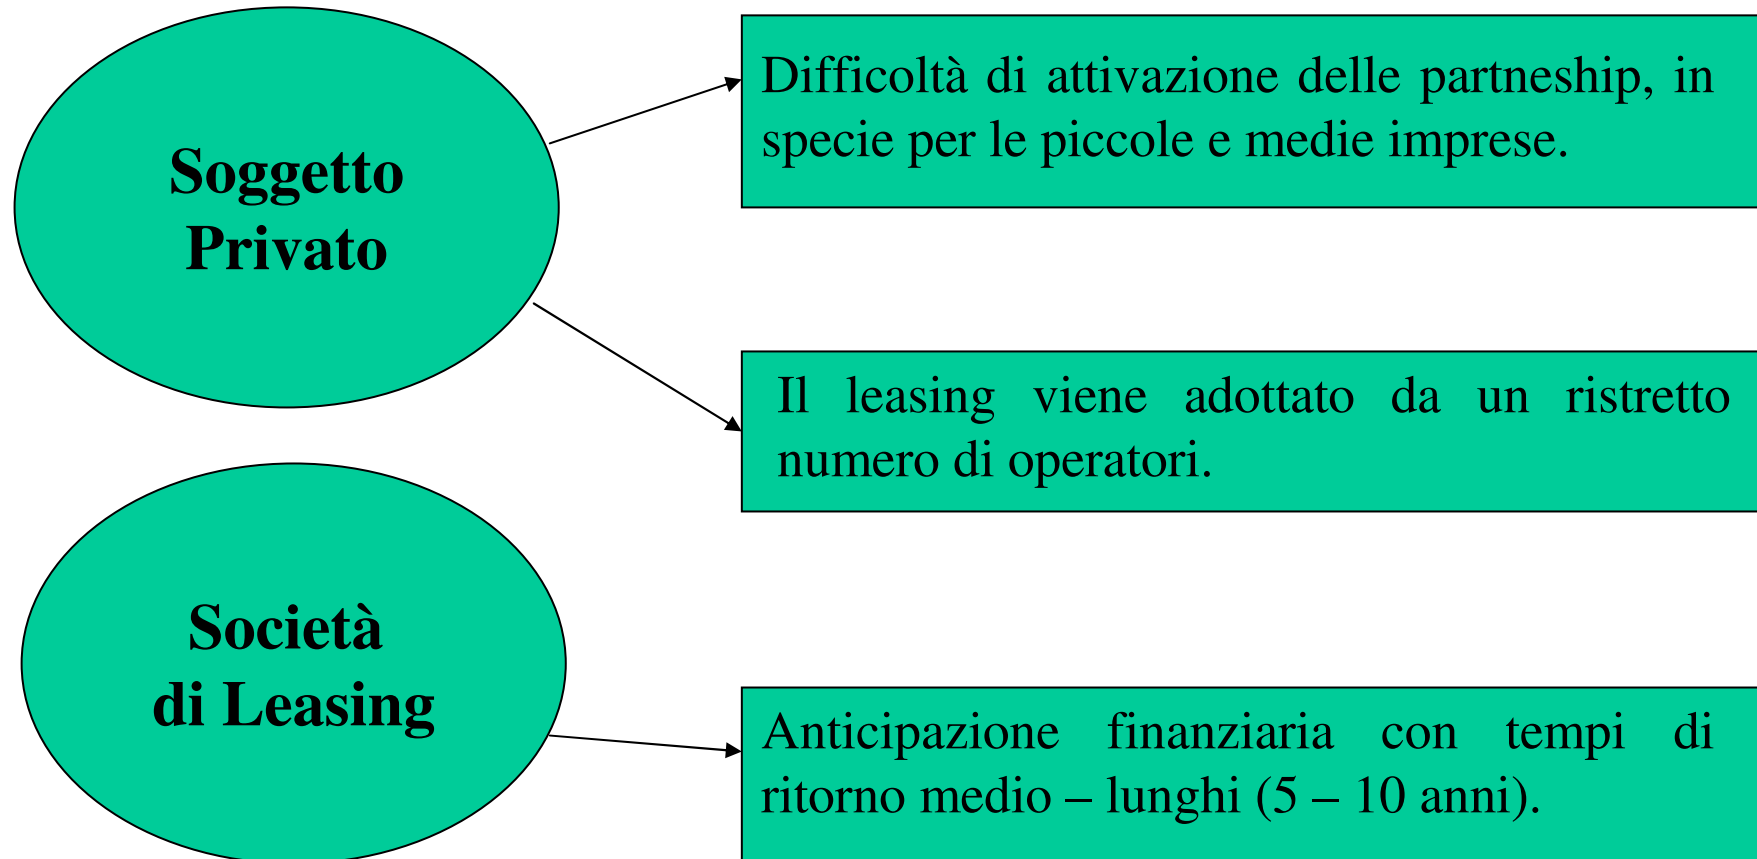 Soggetto
Privato
Difficoltà di attivazione delle partneship, in
specie per le piccole e medie imprese.
Il leasing viene adottato da un ristretto
numero di operatori.
Società
di Leasing
Anticipazione finanziaria con tempi di
ritorno medio – lunghi (5 – 10 anni).